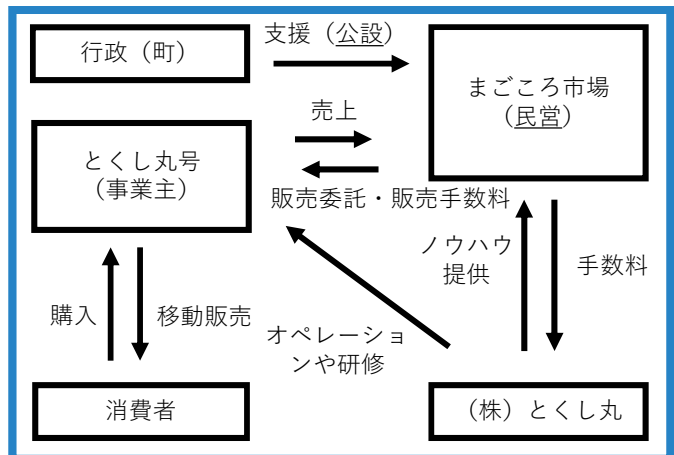 行政（町）
支援（公設）
まごころ市場
（民営）
売上
とくし丸号
（事業主）
販売委託・販売手数料
ノウハウ
提供
手数料
購入
移動販売
オペレーショ
ンや研修
消費者
（株）とくし丸